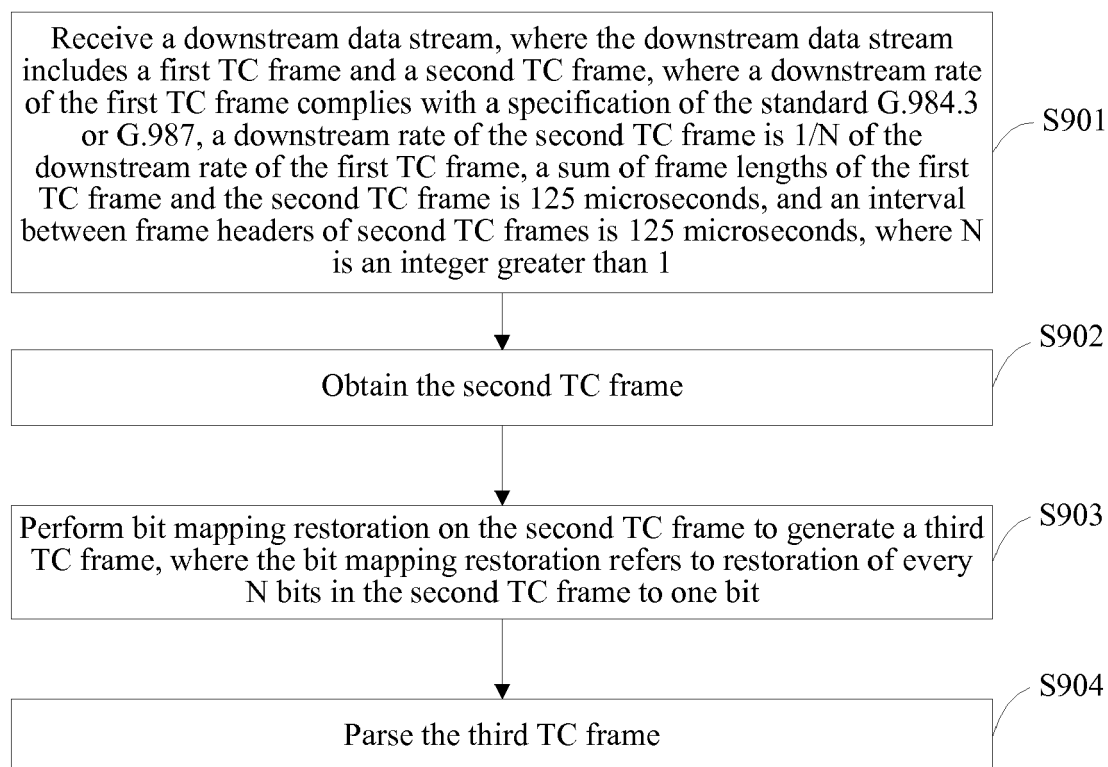 Receive a downstream data stream, where the downstream data stream
includes a first TC frame and a second TC frame, where a downstream rate
of the first TC frame complies with a specification of the standard G.984.3
or G.987, a downstream rate of the second TC frame is 1/N of the
downstream rate of the first TC frame, a sum of frame lengths of the first
TC frame and the second TC frame is 125 microseconds, and an interval
between frame headers of second TC frames is 125 microseconds, where N
is an integer greater than 1
S901
S902
Obtain the second TC frame
S903
Perform bit mapping restoration on the second TC frame to generate a third
TC frame, where the bit mapping restoration refers to restoration of every
N bits in the second TC frame to one bit
S904
Parse the third TC frame